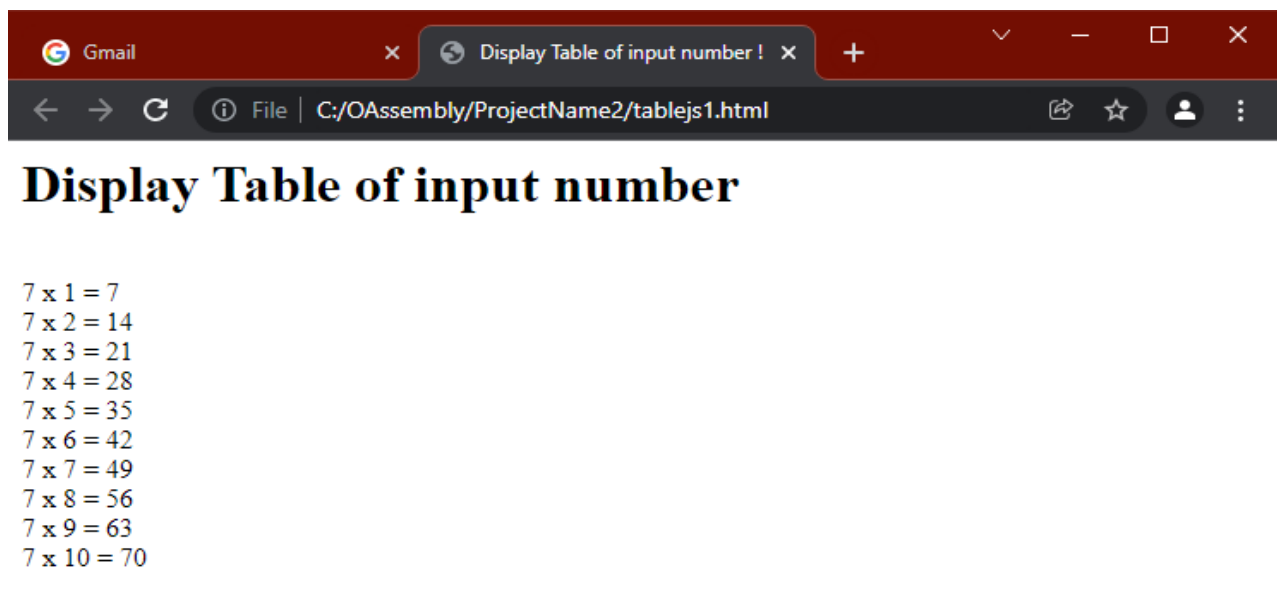 Gmail
Display Table of input number !
File
C:/OAssembly/ProjectName2/tablejs1.html
Display Table of input number
7 x 1 = 7
7 x 2 = 14
7 x 3 = 21
7 x 4 = 28
7 x 5 = 35
7 x 6 = 42
7 x 7 = 49
7 x 8 = 56
7 x 9 = 63
7 x 10 = 70